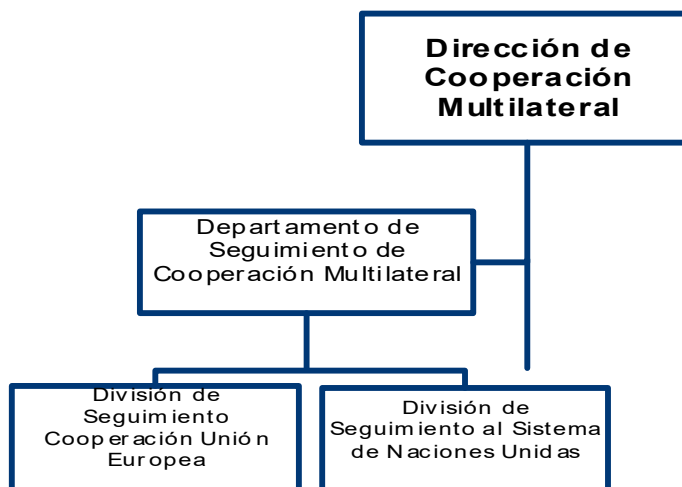 Dirección de
Cooperación
Multilateral
Departamento de
Seguimiento de
Cooperación Multilateral
División de
Seguimiento
Cooperación Unión
Europea
División de
Seguimiento al Sistema
de Naciones Unidas